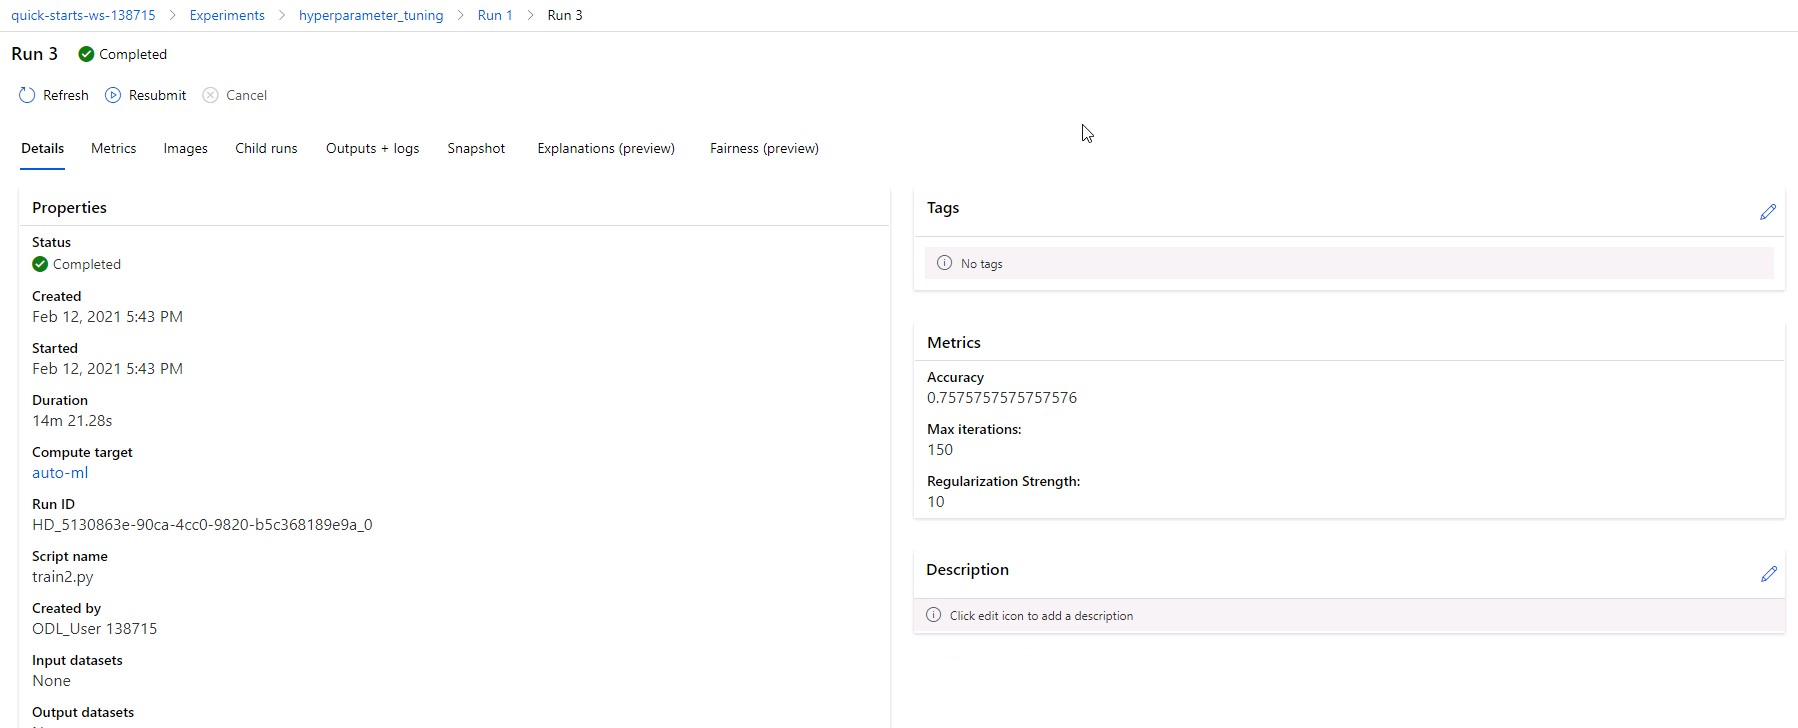 quick-starts-ws-138715 > Experiments > hyperparameter_tuning > Run 1 > Run 3
Run 3 Completed
Refresh Resubmit Cancel
Details Metrics Images Child runs Outputs + logs Snapshot Explanations (preview) Fairness (preview)
Properties
Status
Completed
Created
Feb 12, 2021 5:43 PM
Started
Feb 12, 2021 5:43 PM
Duration
14m 21.28s
Compute target
auto-ml
Run ID
HD_5130863e-90ca-4cc0-9820-b5c368189e9a_0
Script name
train2.py
Created by
ODL_User 138715
Input datasets
None
Output datasets
Tags
No tags
Metrics
Accuracy
0.7575757575757576
Max iterations:
150
Regularization Strength:
10
Description
Click edit icon to add a description